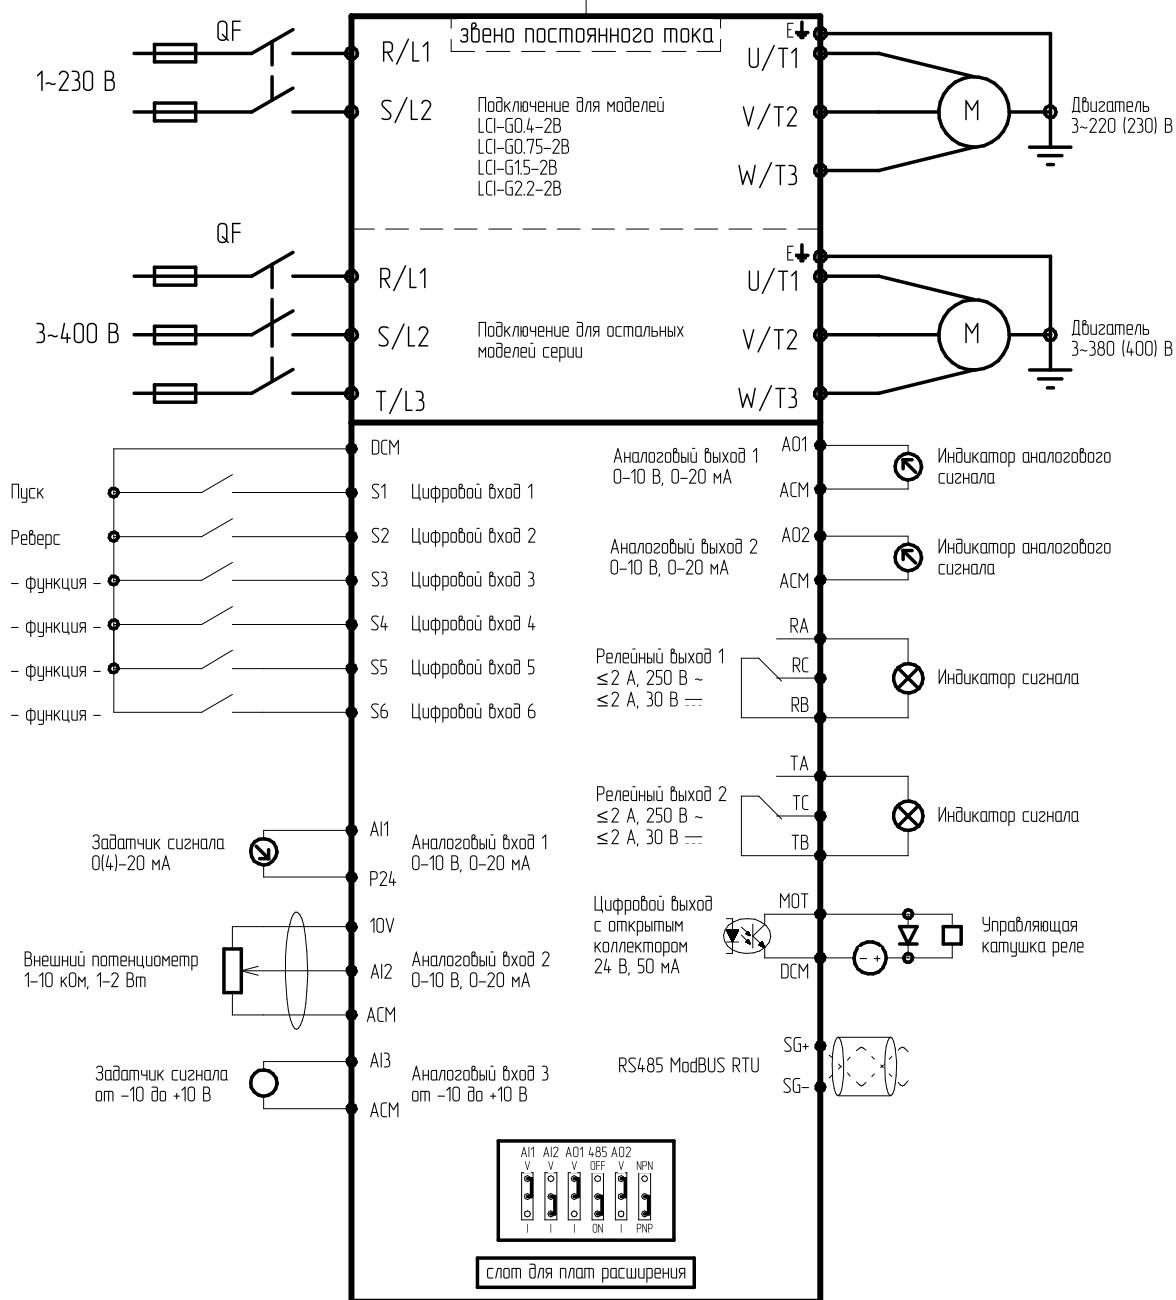 звено постоянного тока
QF
1~230 В
R/L1
S/L2
Подключение для моделей
LCI-G0.4-2B
LCI-G0.75-2B
LCI-G1.5-2B
LCI-G2.2-2B
E
U/T1
V/T2
W/T3
M
Двигатель
3~220 (230) В
QF
3~400 В
R/L1
S/L2
T/L3
Подключение для остальных
моделей серии
E
U/T1
V/T2
W/T3
M
Двигатель
3~380 (400) В
DCM
Пуск
S1 Цифровой вход 1
Реверс
S2 Цифровой вход 2
- функция -
S3 Цифровой вход 3
- функция -
S4 Цифровой вход 4
- функция -
S5 Цифровой вход 5
- функция -
S6 Цифровой вход 6
Задатчик сигнала
0(4)-20 мА
AI1
P24
Аналоговый вход 1
0-10 В, 0-20 мА
Внешний потенциометр
1-10 кОм, 1-2 Вт
10V
AI2
ACM
Аналоговый вход 2
0-10 В, 0-20 мА
Задатчик сигнала
от -10 до +10 В
AI3
ACM
Аналоговый вход 3
от -10 до +10 В
Аналоговый выход 1
0-10 В, 0-20 мА
AO1
ACM
Индикатор аналогового
сигнала
Аналоговый выход 2
0-10 В, 0-20 мА
AO2
ACM
Индикатор аналогового
сигнала
Релейный выход 1
≤2 А, 250 В ~
≤2 А, 30 В ⎓
RA
RC
RB
Индикатор сигнала
Релейный выход 2
≤2 А, 250 В ~
≤2 А, 30 В ⎓
TA
TC
TB
Индикатор сигнала
Цифровой выход
с открытым
коллектором
24 В, 50 мА
MOT
DCM
- +
Управляющая
катушка реле
RS485 ModBUS RTU
SG+
SG-
AI1 AI2 AO1 485 AO2
V V V OFF V NPN
I I I ON I PNP
слот для плат расширения